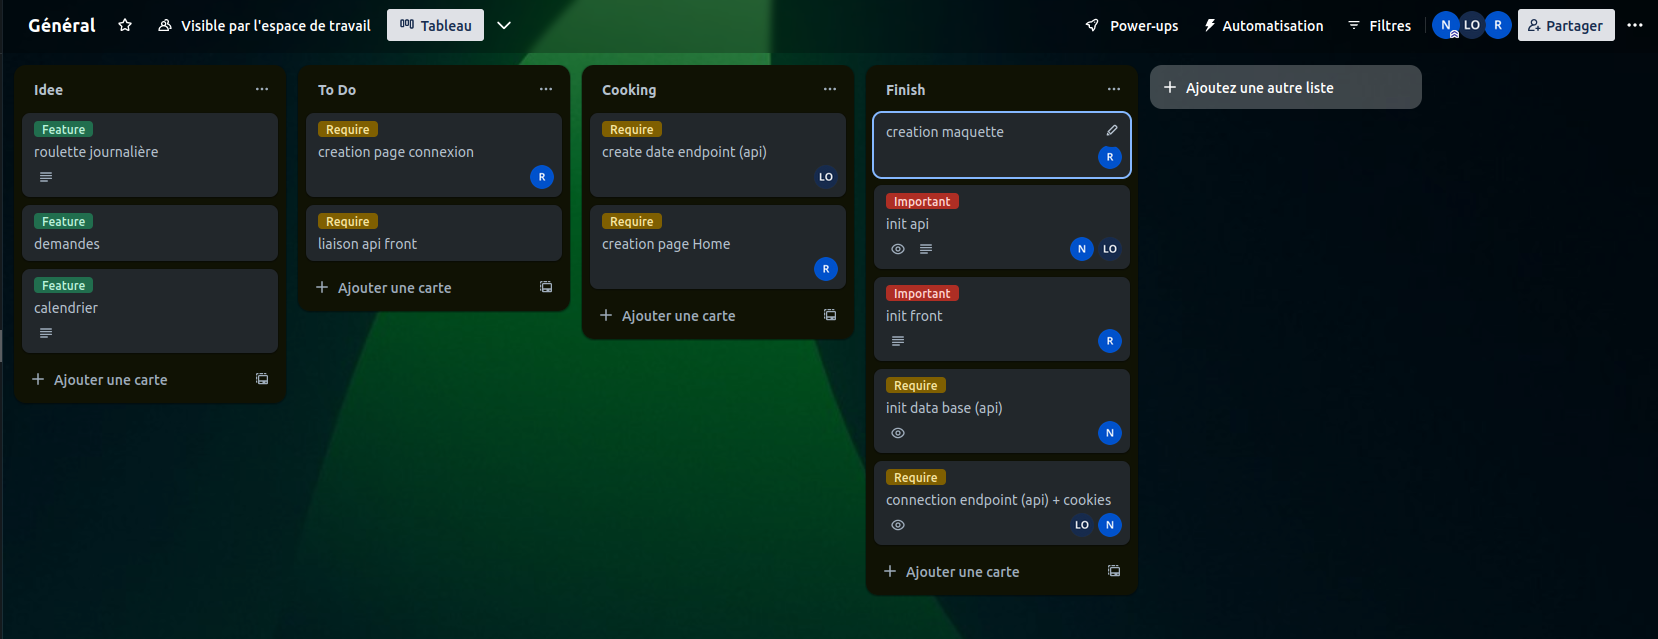 Général
Visible par l'espace de travail
Tableau
Power-ups
Automatisation
Filtres
N
LO
R
Partager
Idee
Feature
roulette journalière
Feature
demandes
Feature
calendrier
Ajouter une carte
To Do
Require
creation page connexion
R
Require
liaison api front
Ajouter une carte
Cooking
Require
create date endpoint (api)
LO
Require
creation page Home
R
Ajouter une carte
Finish
creation maquette
R
Important
init api
N LO
Important
init front
R
Require
init data base (api)
N
Require
connection endpoint (api) + cookies
LO N
Ajouter une carte
Ajoutez une autre liste